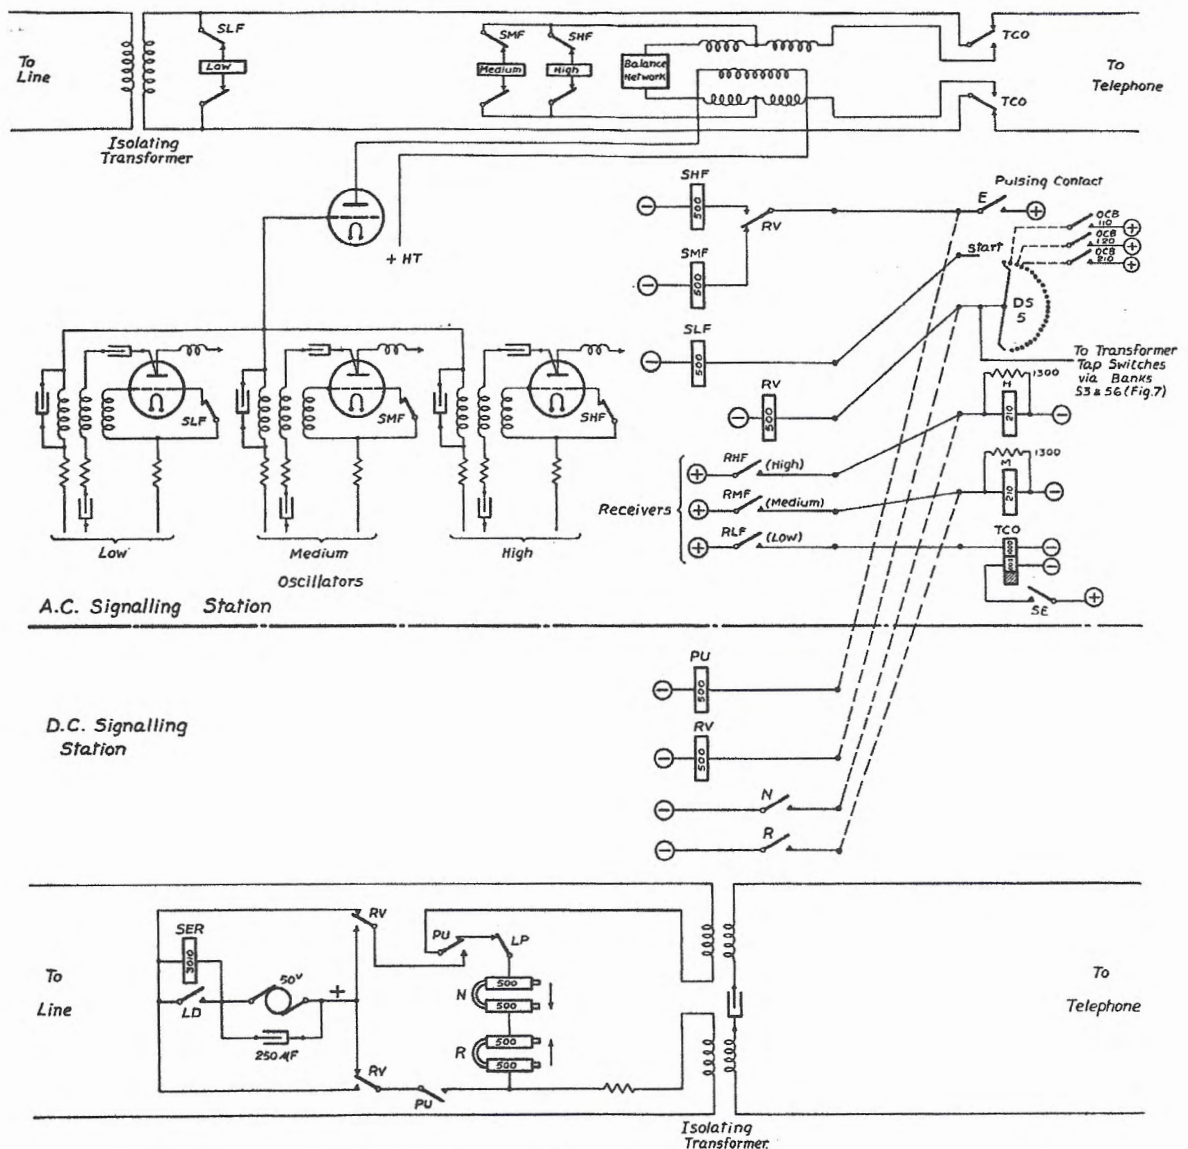 SLF
SMF
SHF
TCO
To
Line
Low
Medium
High
Balance
Network
To
Telephone
TCO
Isolating
Transformer
SHF
500
Pulsing Contact
E
RV
OCB
110
OCB
120
OCB
210
+ HT
SMF
500
Start
DS
5
SLF
500
To Transformer
Tap Switches
via Banks
S3 & S6 (Fig.7)
RV
500
1300
M
210
SLF
SMF
SHF
RHF
(High)
1300
M
210
Receivers
RMF
(Medium)
RLF
(Low)
TCO
SE
Low
Medium
High
Oscillators
A.C. Signalling Station
PU
500
D.C. Signalling
Station
RV
500
N
R
RV
PU
LP
SER
3010
To
Line
50v
+
LD
N
500
500
250 µF
R
500
500
RV
PU
To
Telephone
Isolating
Transformer.